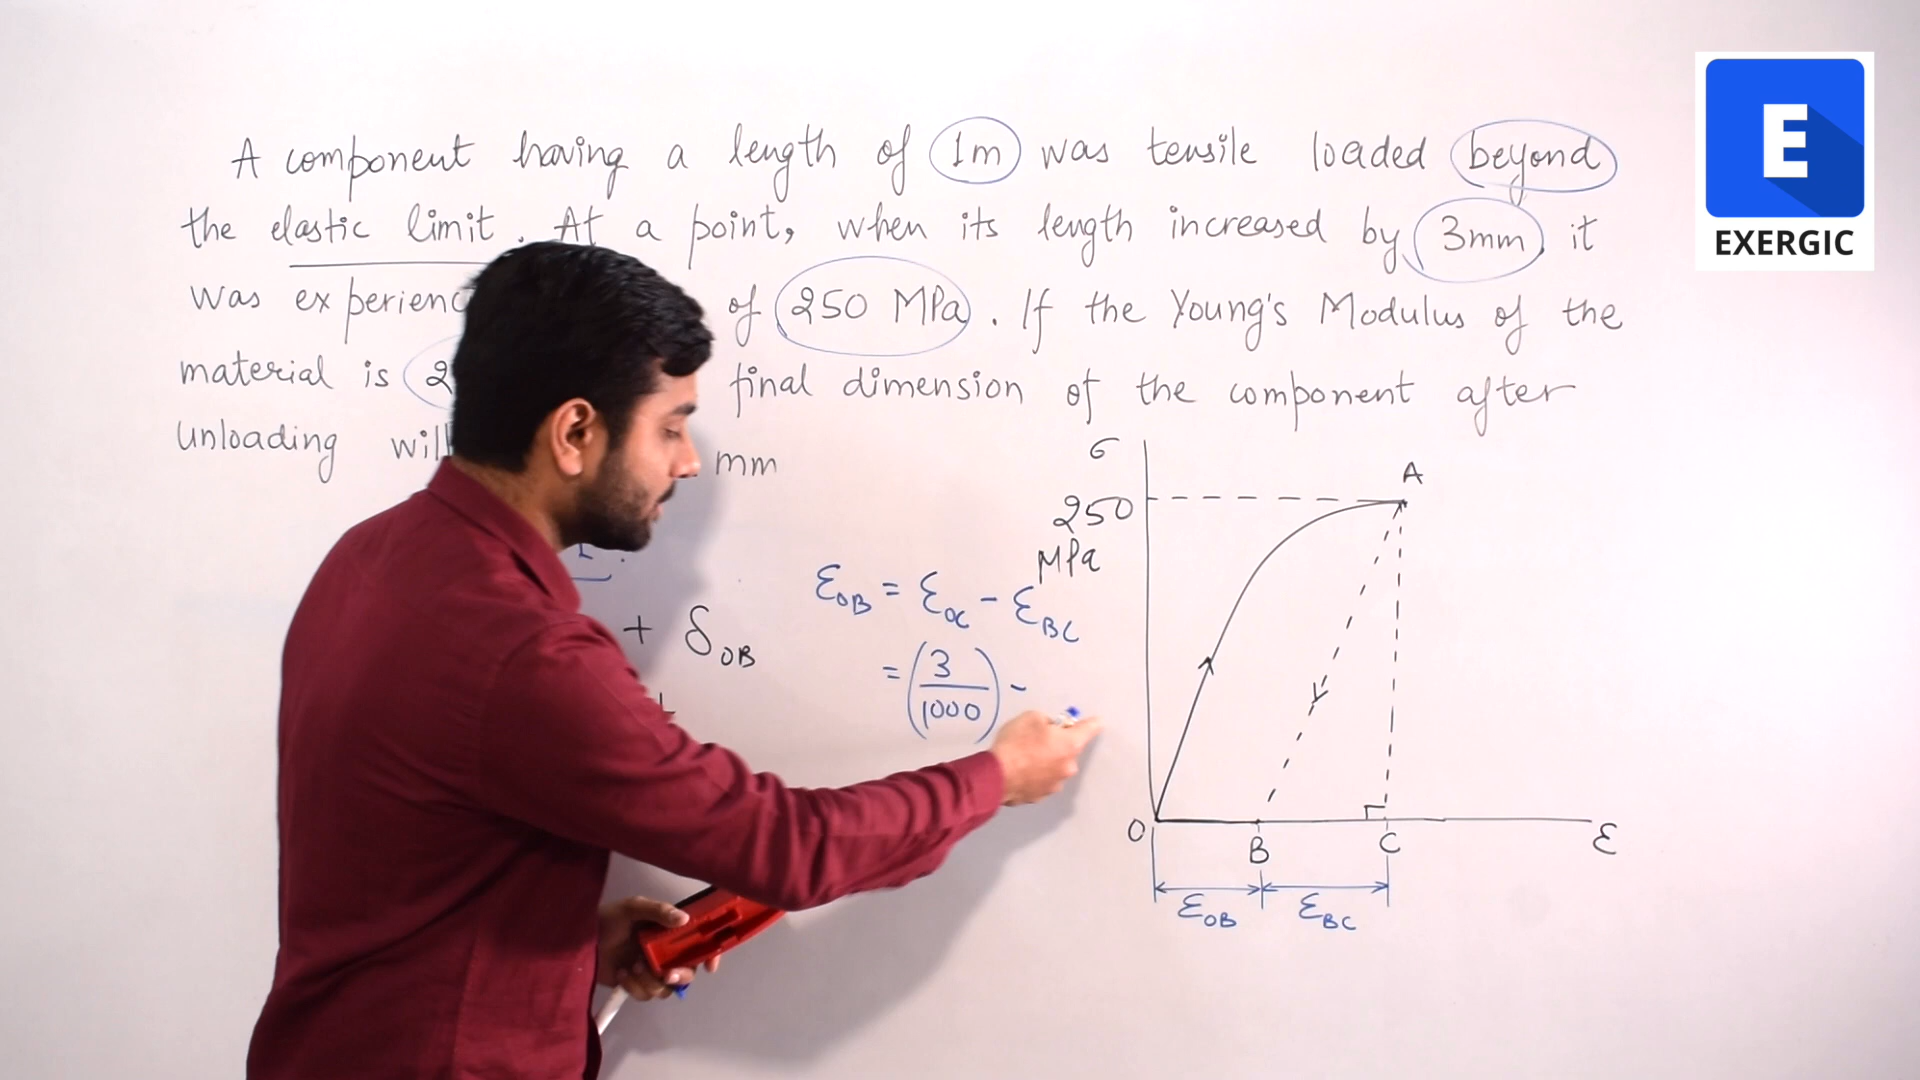 A component having a length of 1m was tensile loaded beyond
the elastic limit. At a point, when its length increased by 3mm, it
was experienc of 250 MPa. If the Young's Modulus of the
material is 2 final dimension of the component after
unloading will mm
+ δOB
+
εOB = εOC - εBC
= (3/1000) -
σ
250
MPa
A
O
B
C
ε
εOB
εBC
E
EXERGIC